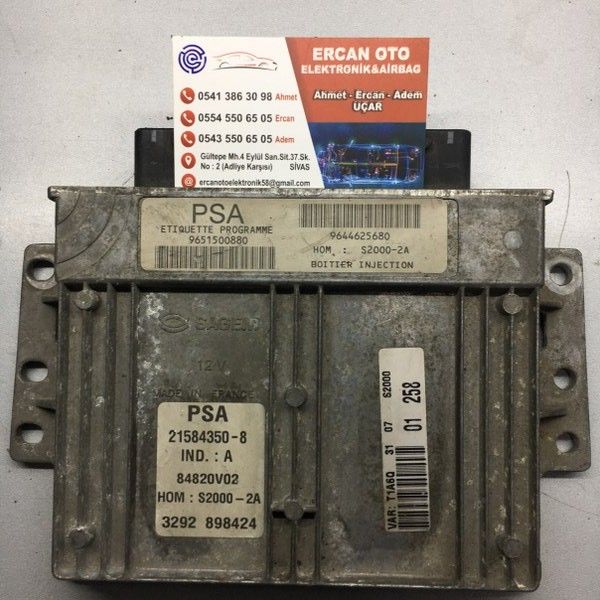 ERCAN OTO
ELEKTRONİK&AİRBAG
Ahmet - Ercan - Adem
UÇAR
0541 386 30 98 Ahmet
0554 550 65 05 Ercan
0543 550 65 05 Adem
Gültepe Mh.4 Eylül San.Sit.37.Sk.
No : 2 (Adliye Karşısı) SİVAS
ercanotoelektronik58@gmail.com
PSA
ETIQUETTE PROGRAMME
9651500880
9644625680
HOM : S2000-2A
BOITIER INJECTION
SAGEM
12 V
MADE IN FRANCE
PSA
21584350-8
IND. : A
84820V02
HOM : S2000-2A
3292 898424
VAR: T1A6Q 31 07 S2000
01 258